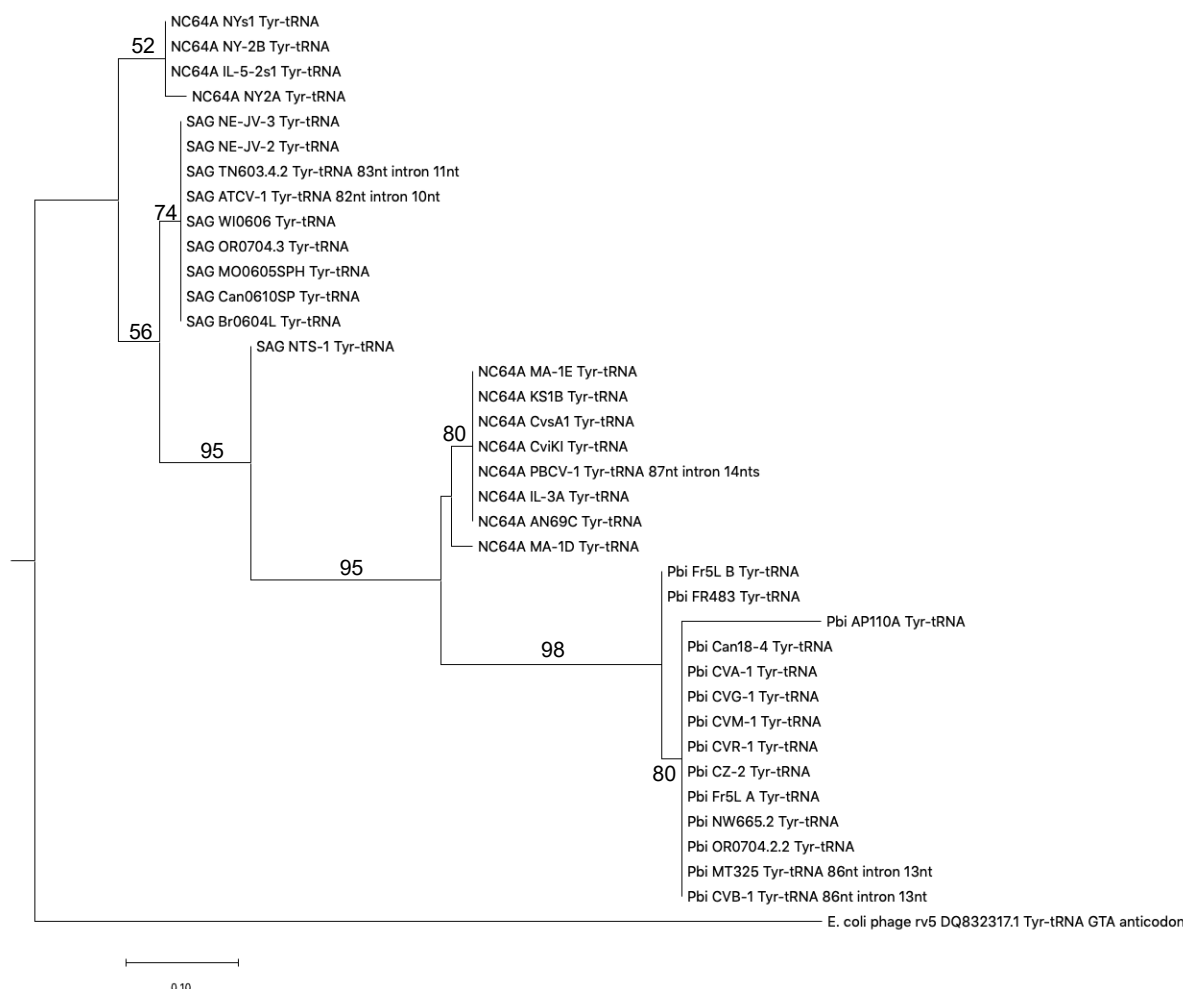 NC64A NYs1 Tyr-tRNA
52
NC64A NY-2B Tyr-tRNA
NC64A IL-5-2s1 Tyr-tRNA
NC64A NY2A Tyr-tRNA
SAG NE-JV-3 Tyr-tRNA
SAG NE-JV-2 Tyr-tRNA
SAG TN603.4.2 Tyr-tRNA 83nt intron 11nt
SAG ATCV-1 Tyr-tRNA 82nt intron 10nt
74
SAG WI0606 Tyr-tRNA
SAG OR0704.3 Tyr-tRNA
SAG MO0605SPH Tyr-tRNA
SAG Can0610SP Tyr-tRNA
SAG Br0604L Tyr-tRNA
56
SAG NTS-1 Tyr-tRNA
NC64A MA-1E Tyr-tRNA
NC64A KS1B Tyr-tRNA
NC64A CvsA1 Tyr-tRNA
80
NC64A CviKI Tyr-tRNA
95
NC64A PBCV-1 Tyr-tRNA 87nt intron 14nts
NC64A IL-3A Tyr-tRNA
NC64A AN69C Tyr-tRNA
NC64A MA-1D Tyr-tRNA
95
Pbi Fr5L B Tyr-tRNA
Pbi FR483 Tyr-tRNA
Pbi AP110A Tyr-tRNA
98
Pbi Can18-4 Tyr-tRNA
Pbi CVA-1 Tyr-tRNA
Pbi CVG-1 Tyr-tRNA
Pbi CVM-1 Tyr-tRNA
Pbi CVR-1 Tyr-tRNA
80
Pbi CZ-2 Tyr-tRNA
Pbi Fr5L A Tyr-tRNA
Pbi NW665.2 Tyr-tRNA
Pbi OR0704.2.2 Tyr-tRNA
Pbi MT325 Tyr-tRNA 86nt intron 13nt
Pbi CVB-1 Tyr-tRNA 86nt intron 13nt
E. coli phage rv5 DQ832317.1 Tyr-tRNA GTA anticodon
0.10